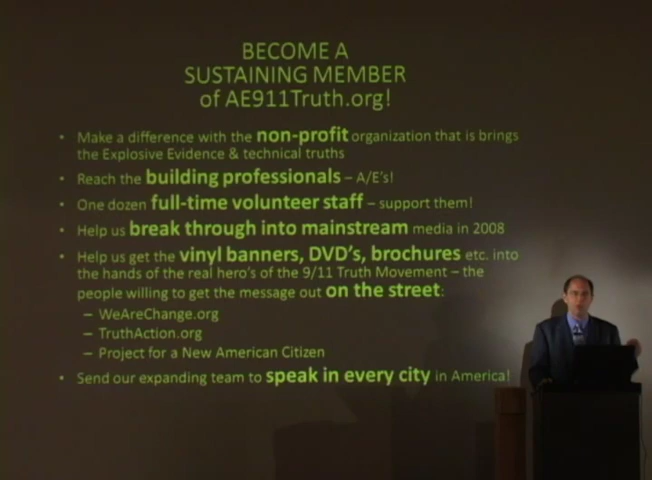 BECOME A
SUSTAINING MEMBER
of AE911Truth.org!
• Make a difference with the non-profit organization that is brings
the Explosive Evidence & technical truths
• Reach the building professionals – A/E's!
• One dozen full-time volunteer staff – support them!
• Help us break through into mainstream media in 2008
• Help us get the vinyl banners, DVD's, brochures etc. into
the hands of the real hero's of the 9/11 Truth Movement – the
people willing to get the message out on the street:
– WeAreChange.org
– TruthAction.org
– Project for a New American Citizen
• Send our expanding team to speak in every city in America!